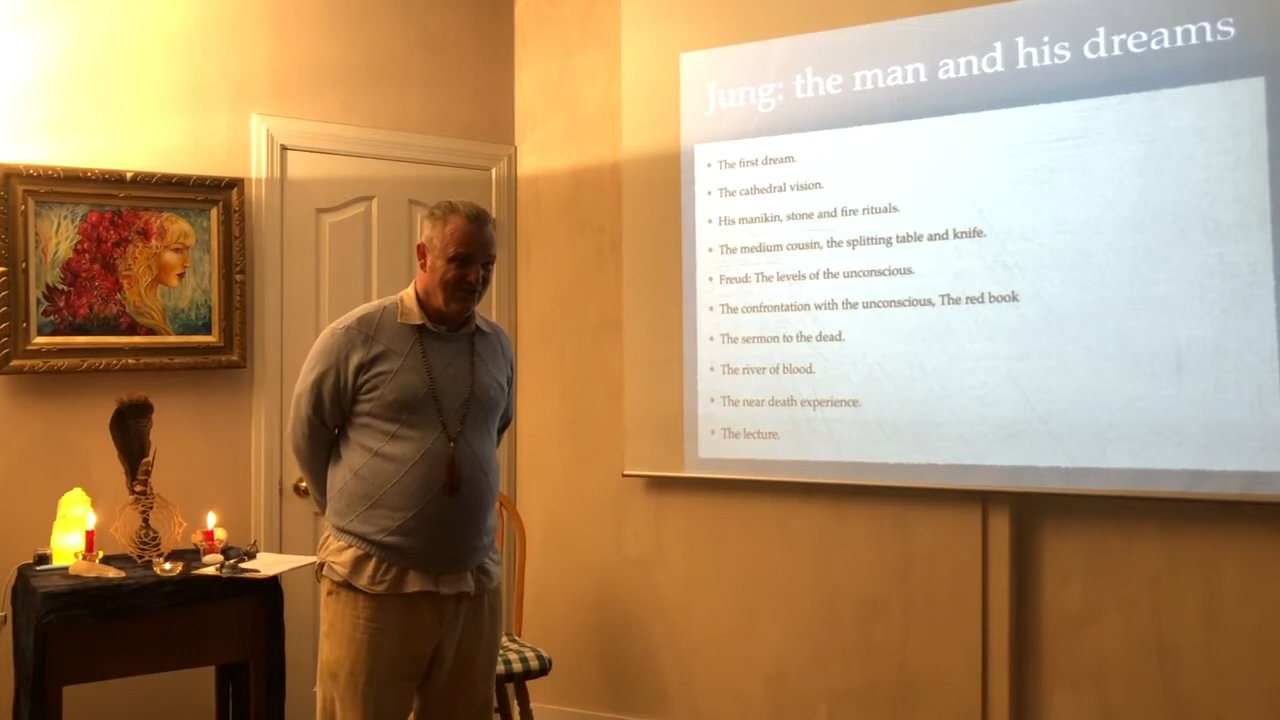 Jung: the man and his dreams
• The first dream.
• The cathedral vision.
• His manikin, stone and fire rituals.
• The medium cousin, the splitting table and knife.
• Freud: The levels of the unconscious.
• The confrontation with the unconscious, The red book
• The sermon to the dead.
• The river of blood.
• The near death experience.
• The lecture.